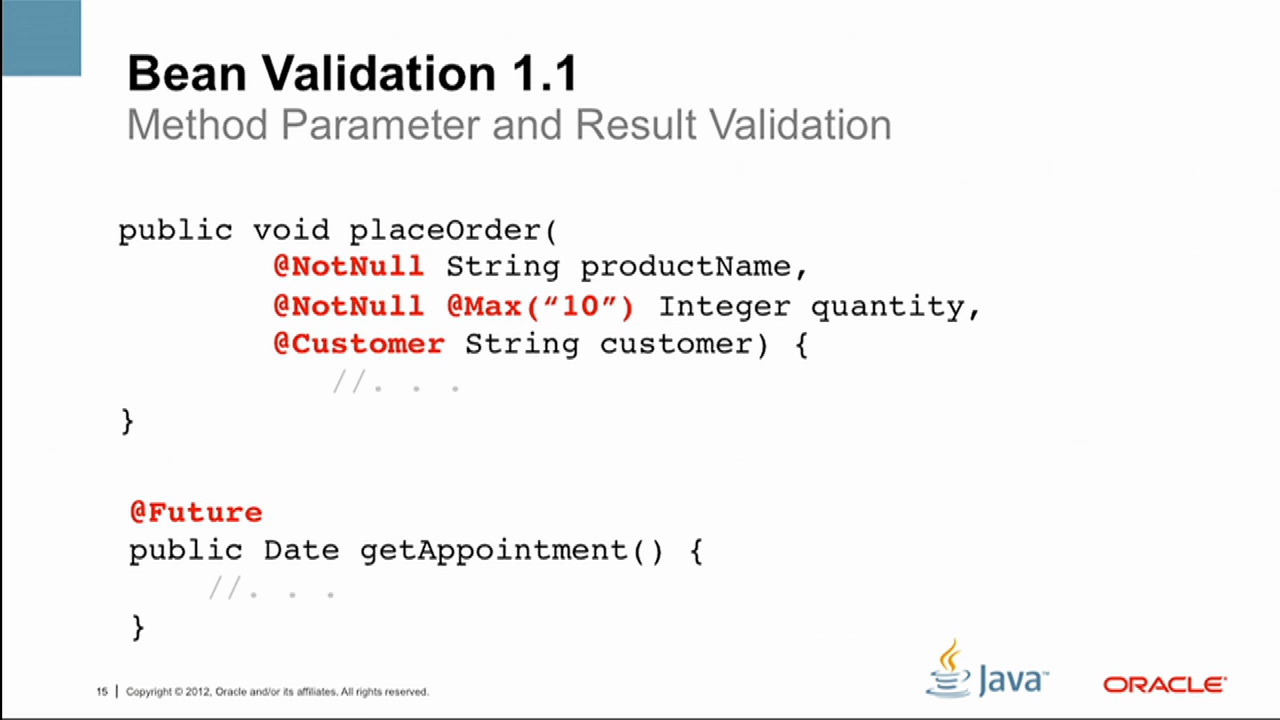 Bean Validation 1.1
Method Parameter and Result Validation
public void placeOrder(
@NotNull String productName,
@NotNull @Max(“10”) Integer quantity,
@Customer String customer) {
//. . .
}
@Future
public Date getAppointment() {
//. . .
}
15 | Copyright © 2012, Oracle and/or its affiliates. All rights reserved.
Java™
ORACLE®